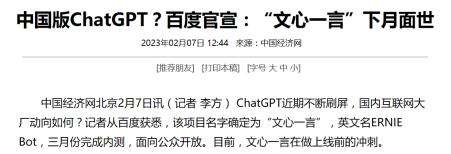 中国版ChatGPT？百度官宣：“文心一言”下月面世
2023年02月07日 12:44 来源：中国经济网
[推荐朋友] [打印本稿] [字号 大 中 小]
中国经济网北京2月7日讯（记者 李方） ChatGPT近期不断刷屏，国内互联网大
厂动向如何？记者从百度获悉，该项目名字确定为“文心一言”，英文名ERNIE
Bot，三月份完成内测，面向公众开放。目前，文心一言在做上线前的冲刺。